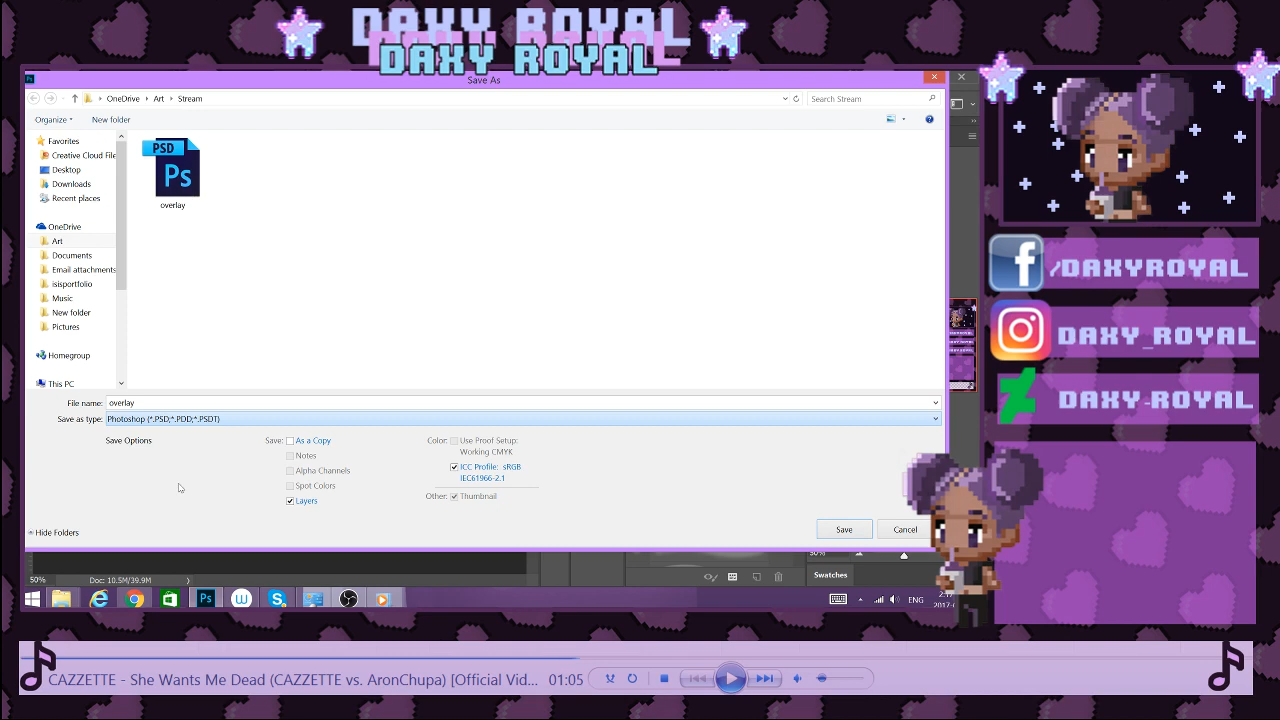 DAXY ROYAL
DAXY ROYAL
Save As
OneDrive Art Stream
Search Stream
Organize
New folder
Favorites
Creative Cloud File
Desktop
Downloads
Recent places
OneDrive
Art
Documents
Email attachments
isisportfolio
Music
New folder
Pictures
Homegroup
This PC
PSD
Ps
overlay
File name: overlay
Save as type: Photoshop (*.PSD;*.PDD;*.PSDT)
Save Options
Save: As a Copy
Notes
Alpha Channels
Spot Colors
Layers
Color: Use Proof Setup:
Working CMYK
ICC Profile: sRGB
IEC61966-2.1
Other: Thumbnail
Hide Folders
Save
Cancel
50%
Doc: 10.5M/39.9M
50%
Swatches
Ps
ENG
/DAXYROYAL
DAXY_ROYAL
DAXY-ROYAL
CAZZETTE - She Wants Me Dead (CAZZETTE vs. AronChupa) [Official Vid... 01:05